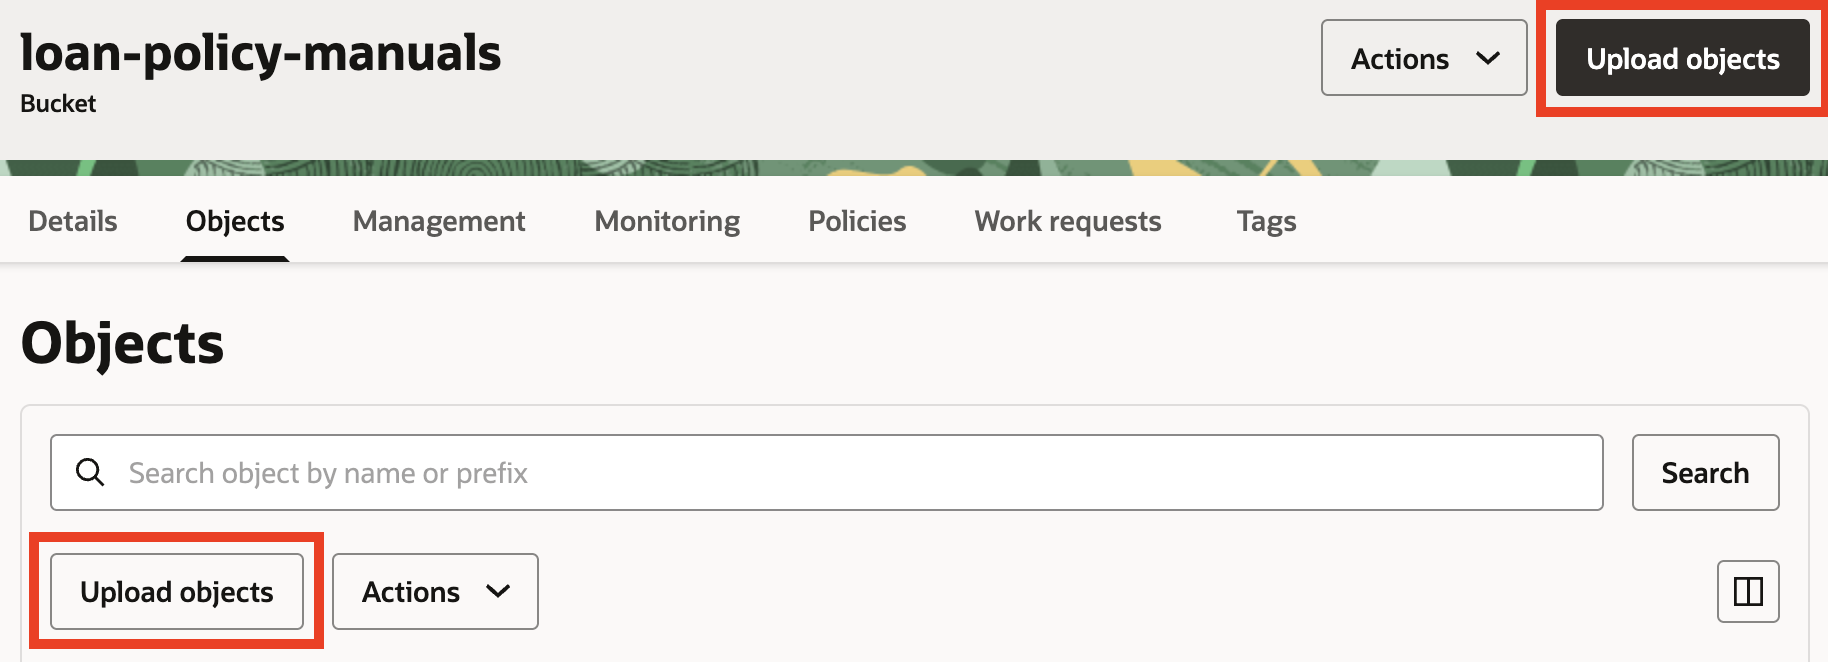 loan-policy-manuals
Actions
Upload objects
Bucket
Details Objects Management Monitoring Policies Work requests Tags
Objects
Search object by name or prefix
Search
Upload objects
Actions